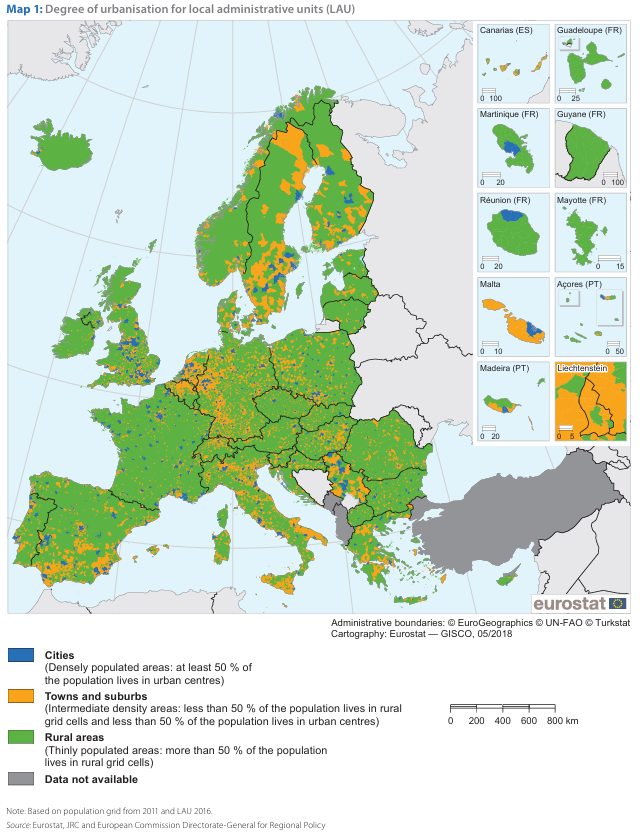 Map 1: Degree of urbanisation for local administrative units (LAU)
Canarias (ES)
0 100
Guadeloupe (FR)
0 25
Martinique (FR)
0 20
Guyane (FR)
0 100
Réunion (FR)
0 20
Mayotte (FR)
0 15
Malta
0 10
Açores (PT)
0 50
Madeira (PT)
0 20
Liechtenstein
0 5
eurostat
Administrative boundaries: © EuroGeographics © UN-FAO © Turkstat
Cartography: Eurostat — GISCO, 05/2018
Cities
(Densely populated areas: at least 50 % of
the population lives in urban centres)
Towns and suburbs
(Intermediate density areas: less than 50 % of the population lives in rural
grid cells and less than 50 % of the population lives in urban centres)
Rural areas
(Thinly populated areas: more than 50 % of the population
lives in rural grid cells)
Data not available
0 200 400 600 800 km
Note: Based on population grid from 2011 and LAU 2016.
Source: Eurostat, JRC and European Commission Directorate-General for Regional Policy